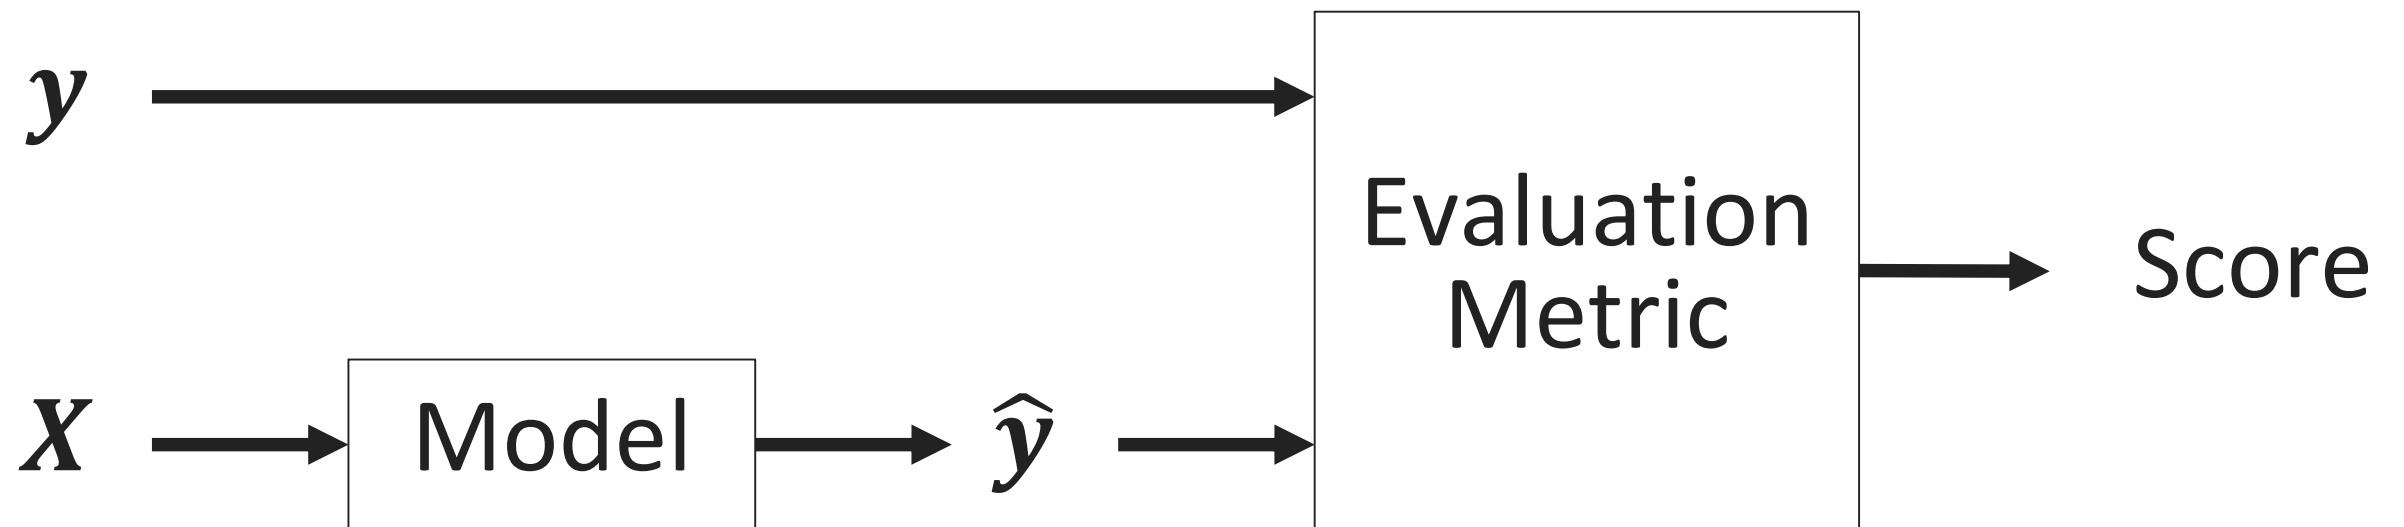 y
Evaluation
Metric
Score
X
Model
ŷ